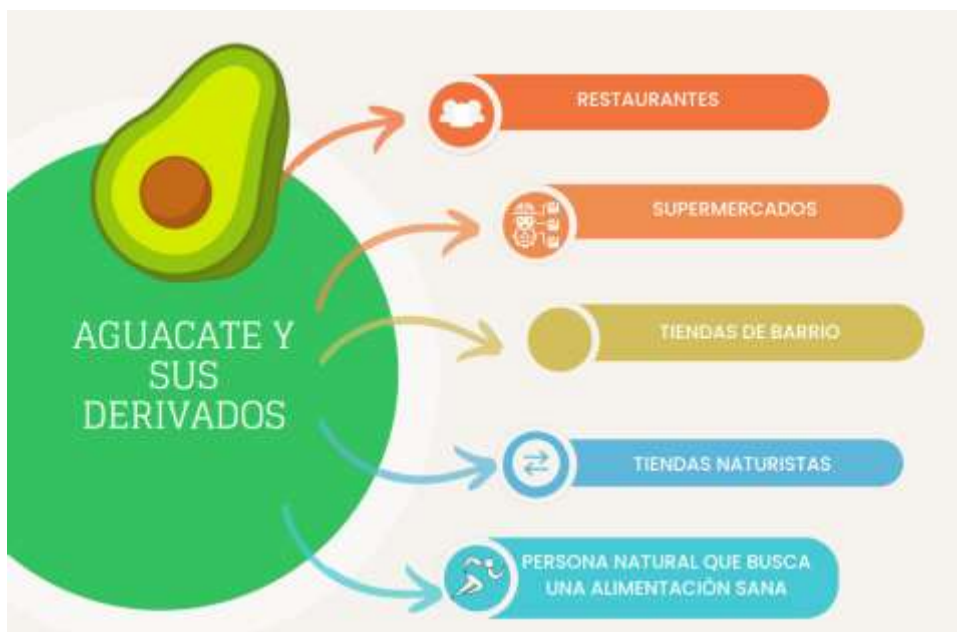 AGUACATE Y
SUS
DERIVADOS
RESTAURANTES
SUPERMERCADOS
TIENDAS DE BARRIO
TIENDAS NATURISTAS
PERSONA NATURAL QUE BUSCA
UNA ALIMENTACIÓN SANA